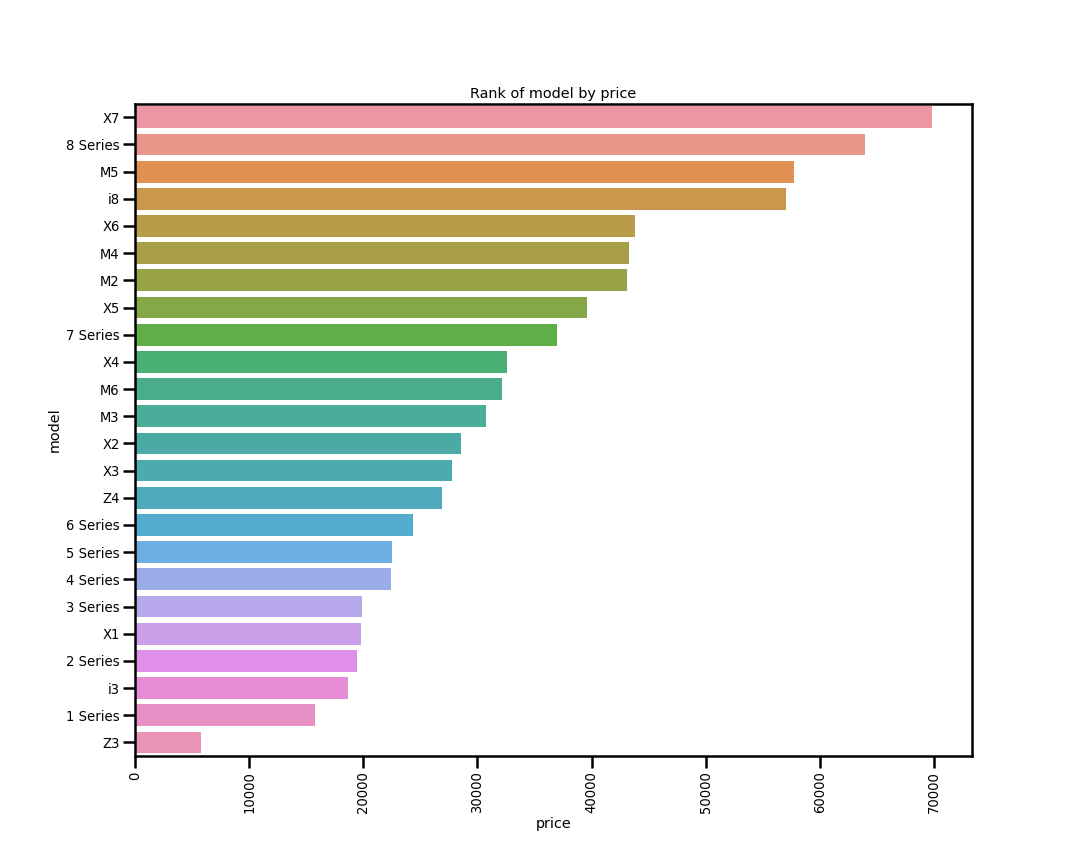 Rank of model by price
X7
8 Series
M5
i8
X6
M4
M2
X5
7 Series
X4
M6
M3
X2
X3
Z4
6 Series
5 Series
4 Series
3 Series
X1
2 Series
i3
1 Series
Z3
model
0
10000
20000
30000
40000
50000
60000
70000
price